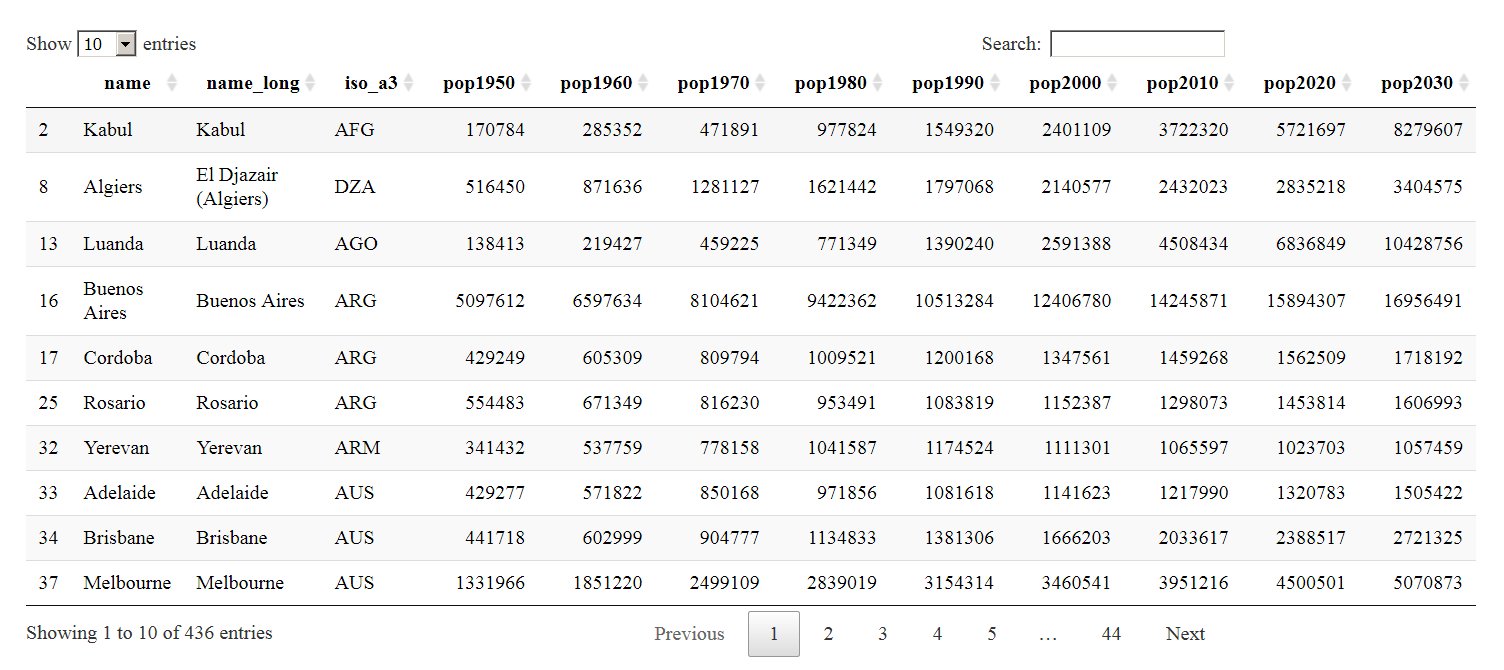 Show 10 entries Search:
name name_long iso_a3 pop1950 pop1960 pop1970 pop1980 pop1990 pop2000 pop2010 pop2020 pop2030
2 Kabul Kabul AFG 170784 285352 471891 977824 1549320 2401109 3722320 5721697 8279607
8 Algiers El Djazair (Algiers) DZA 516450 871636 1281127 1621442 1797068 2140577 2432023 2835218 3404575
13 Luanda Luanda AGO 138413 219427 459225 771349 1390240 2591388 4508434 6836849 10428756
16 Buenos Aires Buenos Aires ARG 5097612 6597634 8104621 9422362 10513284 12406780 14245871 15894307 16956491
17 Cordoba Cordoba ARG 429249 605309 809794 1009521 1200168 1347561 1459268 1562509 1718192
25 Rosario Rosario ARG 554483 671349 816230 953491 1083819 1152387 1298073 1453814 1606993
32 Yerevan Yerevan ARM 341432 537759 778158 1041587 1174524 1111301 1065597 1023703 1057459
33 Adelaide Adelaide AUS 429277 571822 850168 971856 1081618 1141623 1217990 1320783 1505422
34 Brisbane Brisbane AUS 441718 602999 904777 1134833 1381306 1666203 2033617 2388517 2721325
37 Melbourne Melbourne AUS 1331966 1851220 2499109 2839019 3154314 3460541 3951216 4500501 5070873
Showing 1 to 10 of 436 entries Previous 1 2 3 4 5 … 44 Next